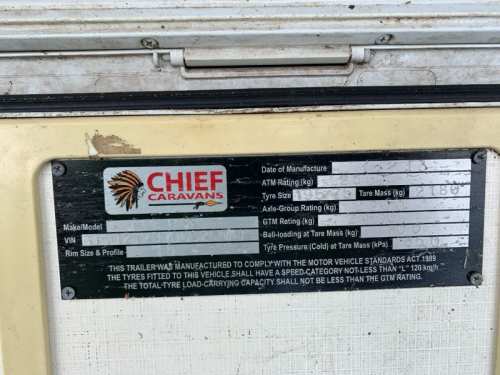 CHIEF
CARAVANS
Make/Model
VIN
Rim Size & Profile
Date of Manufacture
ATM Rating (kg)
Tyre Size Tare Mass (kg) 2180
Axle-Group Rating (kg)
GTM Rating (kg)
Ball-loading at Tare Mass (kg)
Tyre Pressure (Cold) at Tare Mass (kPa)
THIS TRAILER WAS MANUFACTURED TO COMPLY WITH THE MOTOR VEHICLE STANDARDS ACT 1989
THE TYRES FITTED TO THIS VEHICLE SHALL HAVE A SPEED-CATEGORY NOT-LESS THAN "L" 120 km/h
THE TOTAL-TYRE LOAD-CARRYING CAPACITY SHALL BE NOT LESS THAN THE GTM RATING.